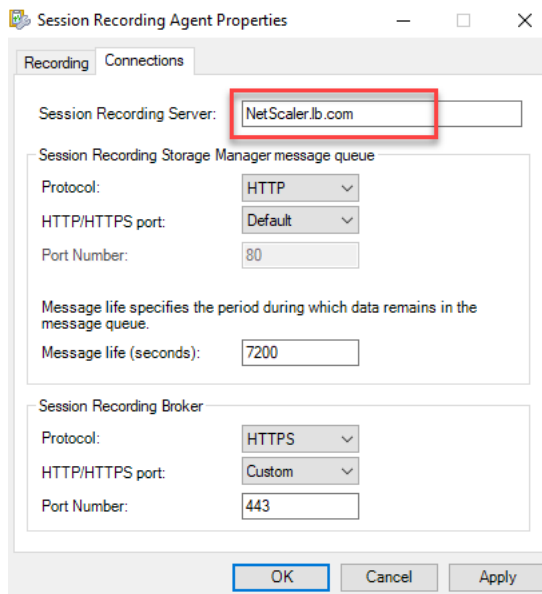 Session Recording Agent Properties
Recording
Connections
Session Recording Server:
NetScaler.lb.com
Session Recording Storage Manager message queue
Protocol:
HTTP
HTTP/HTTPS port:
Default
Port Number:
80
Message life specifies the period during which data remains in the
message queue.
Message life (seconds):
7200
Session Recording Broker
Protocol:
HTTPS
HTTP/HTTPS port:
Custom
Port Number:
443
OK
Cancel
Apply